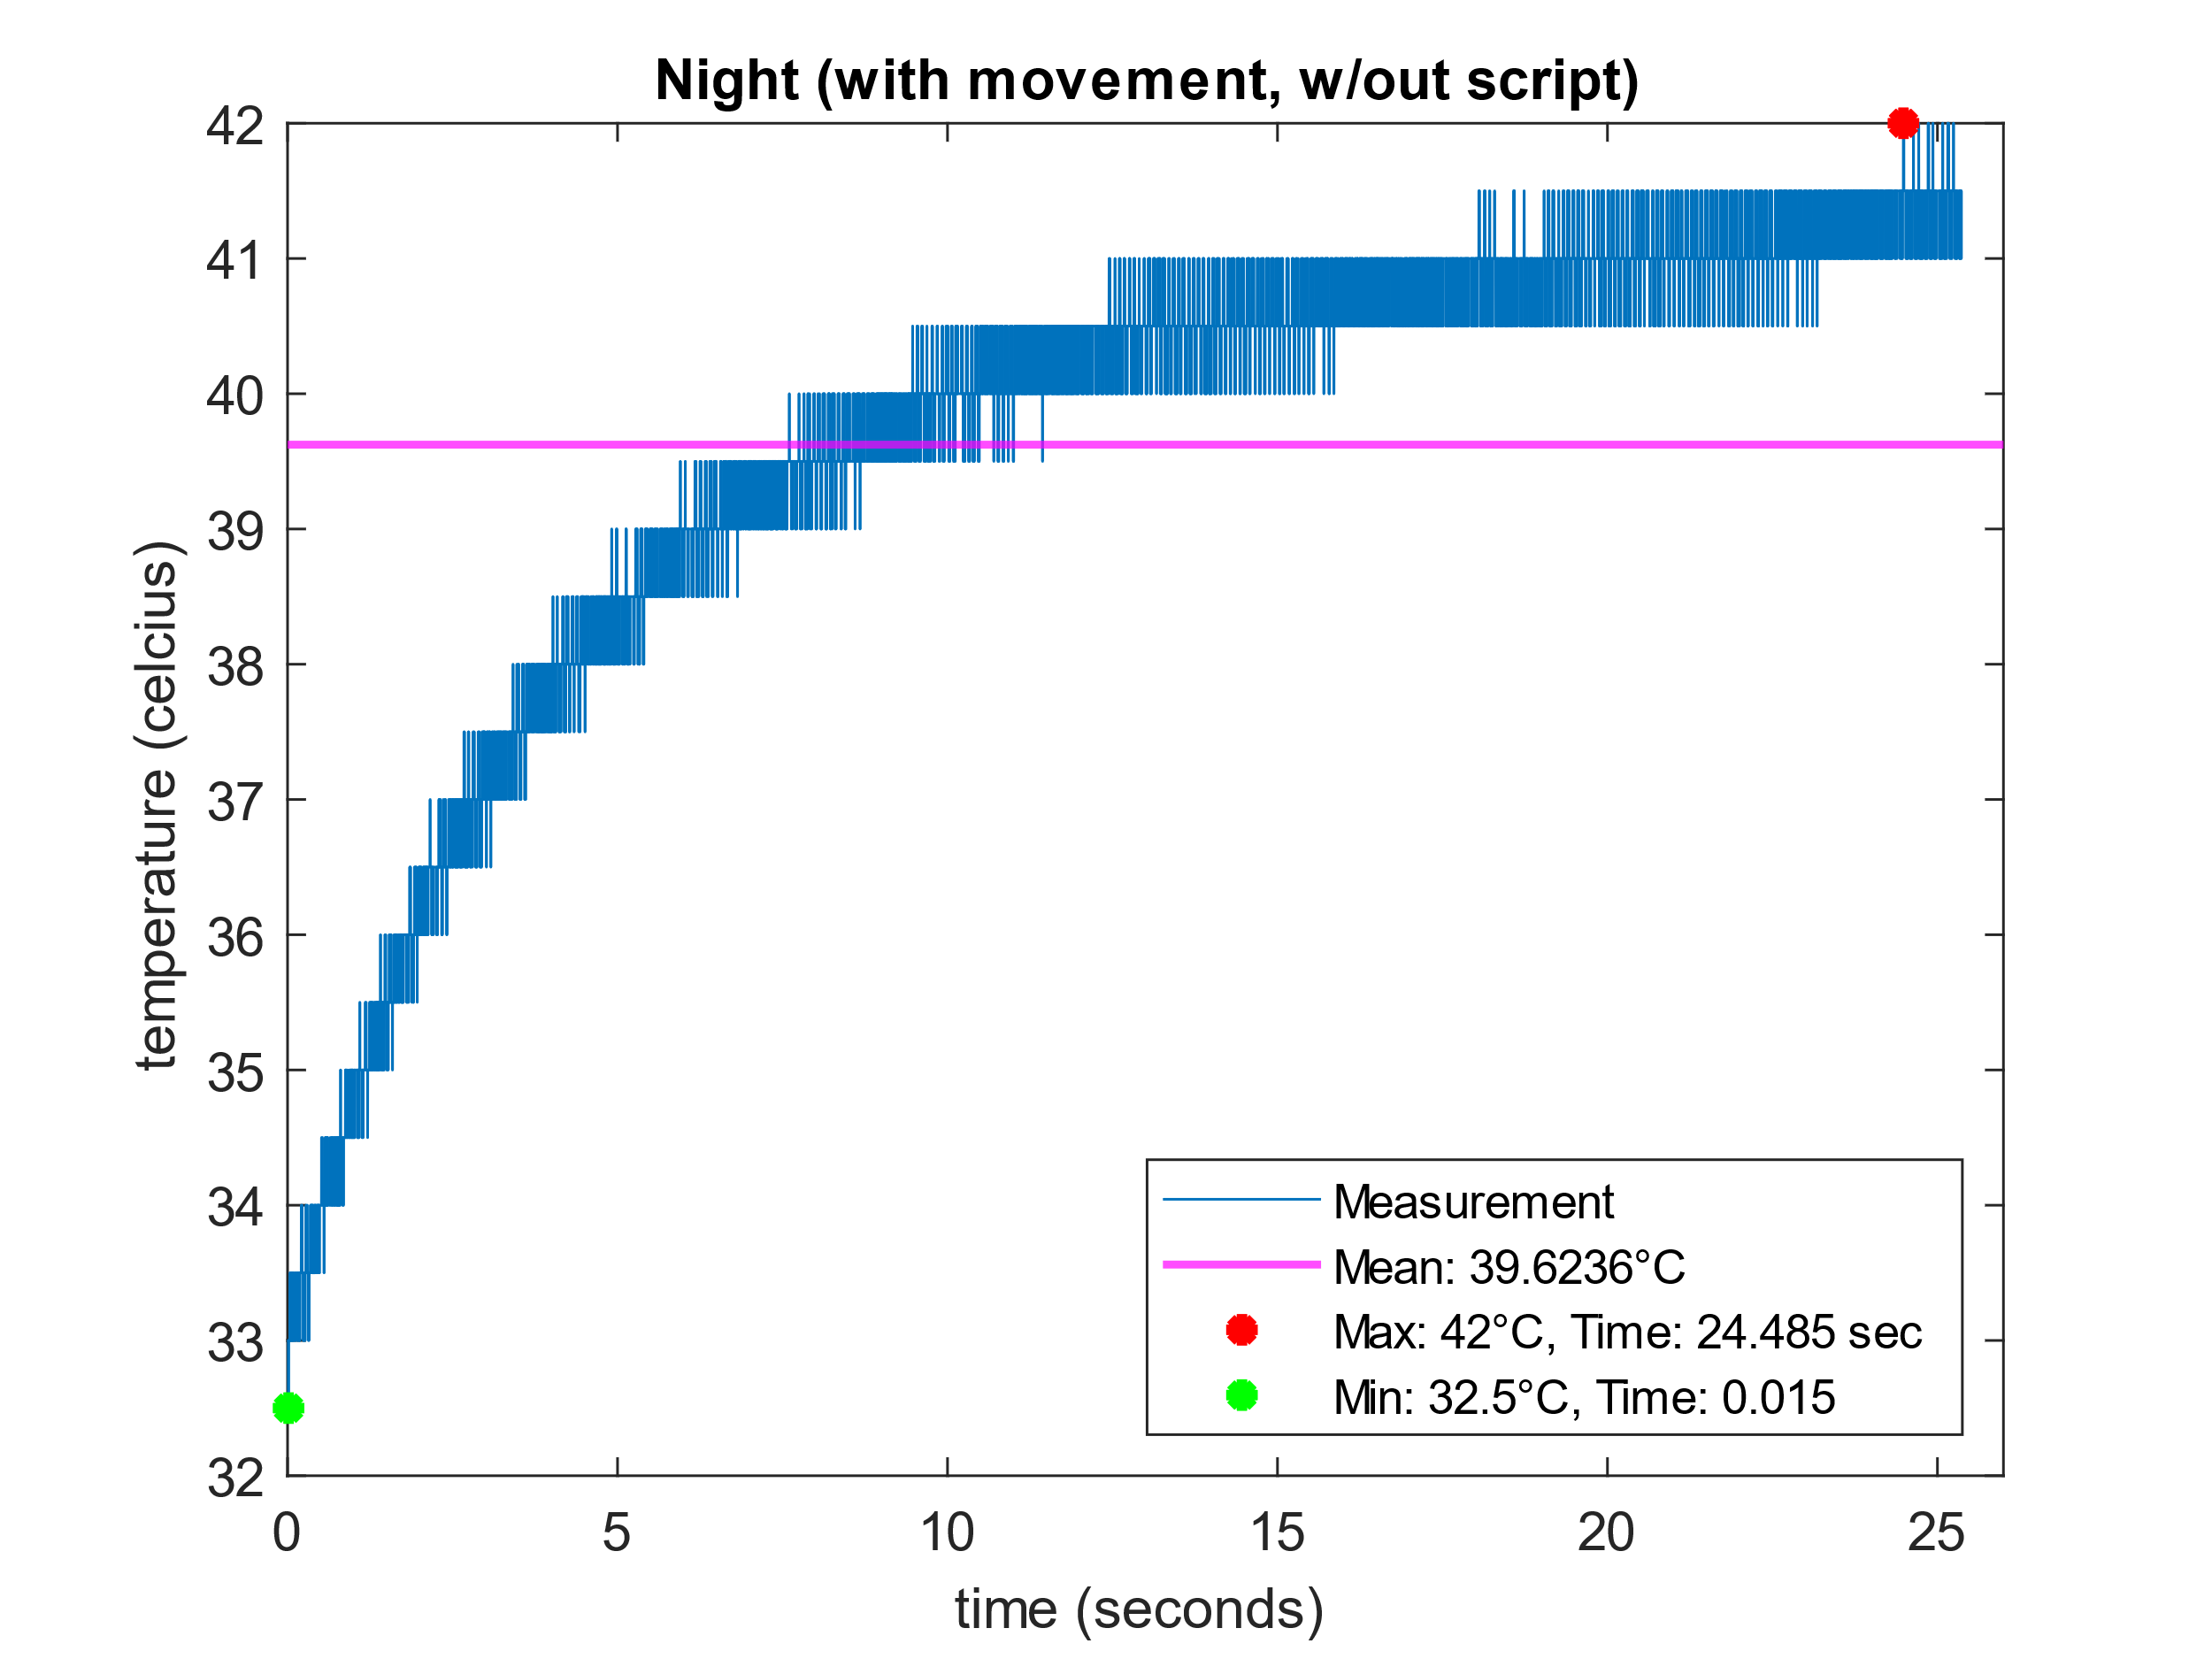 Night (with movement, w/out script)
42
41
40
39
38
37
36
35
34
33
32
temperature (celcius)
Measurement
Mean: 39.6236°C
Max: 42°C, Time: 24.485 sec
Min: 32.5°C, Time: 0.015
0 5 10 15 20 25
time (seconds)